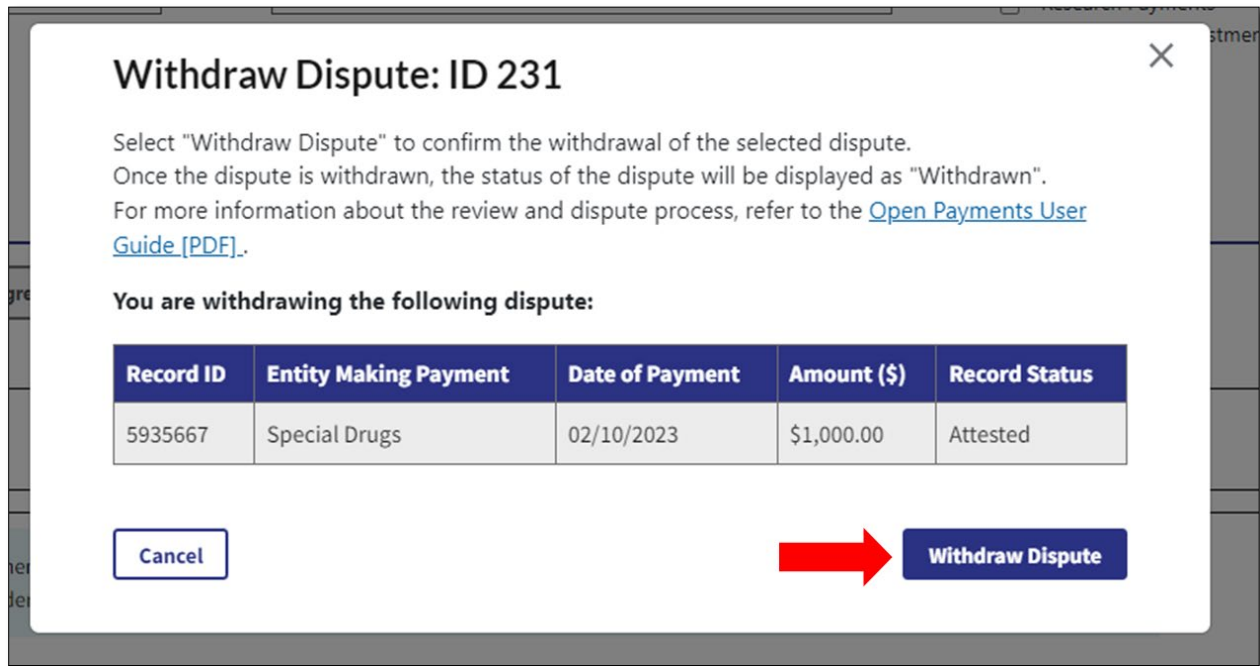 Research Payments
Withdraw Dispute: ID 231
Select "Withdraw Dispute" to confirm the withdrawal of the selected dispute.
Once the dispute is withdrawn, the status of the dispute will be displayed as "Withdrawn".
For more information about the review and dispute process, refer to the Open Payments User
Guide [PDF] .
You are withdrawing the following dispute:
Record ID Entity Making Payment Date of Payment Amount ($) Record Status
5935667 Special Drugs 02/10/2023 $1,000.00 Attested
Cancel Withdraw Dispute